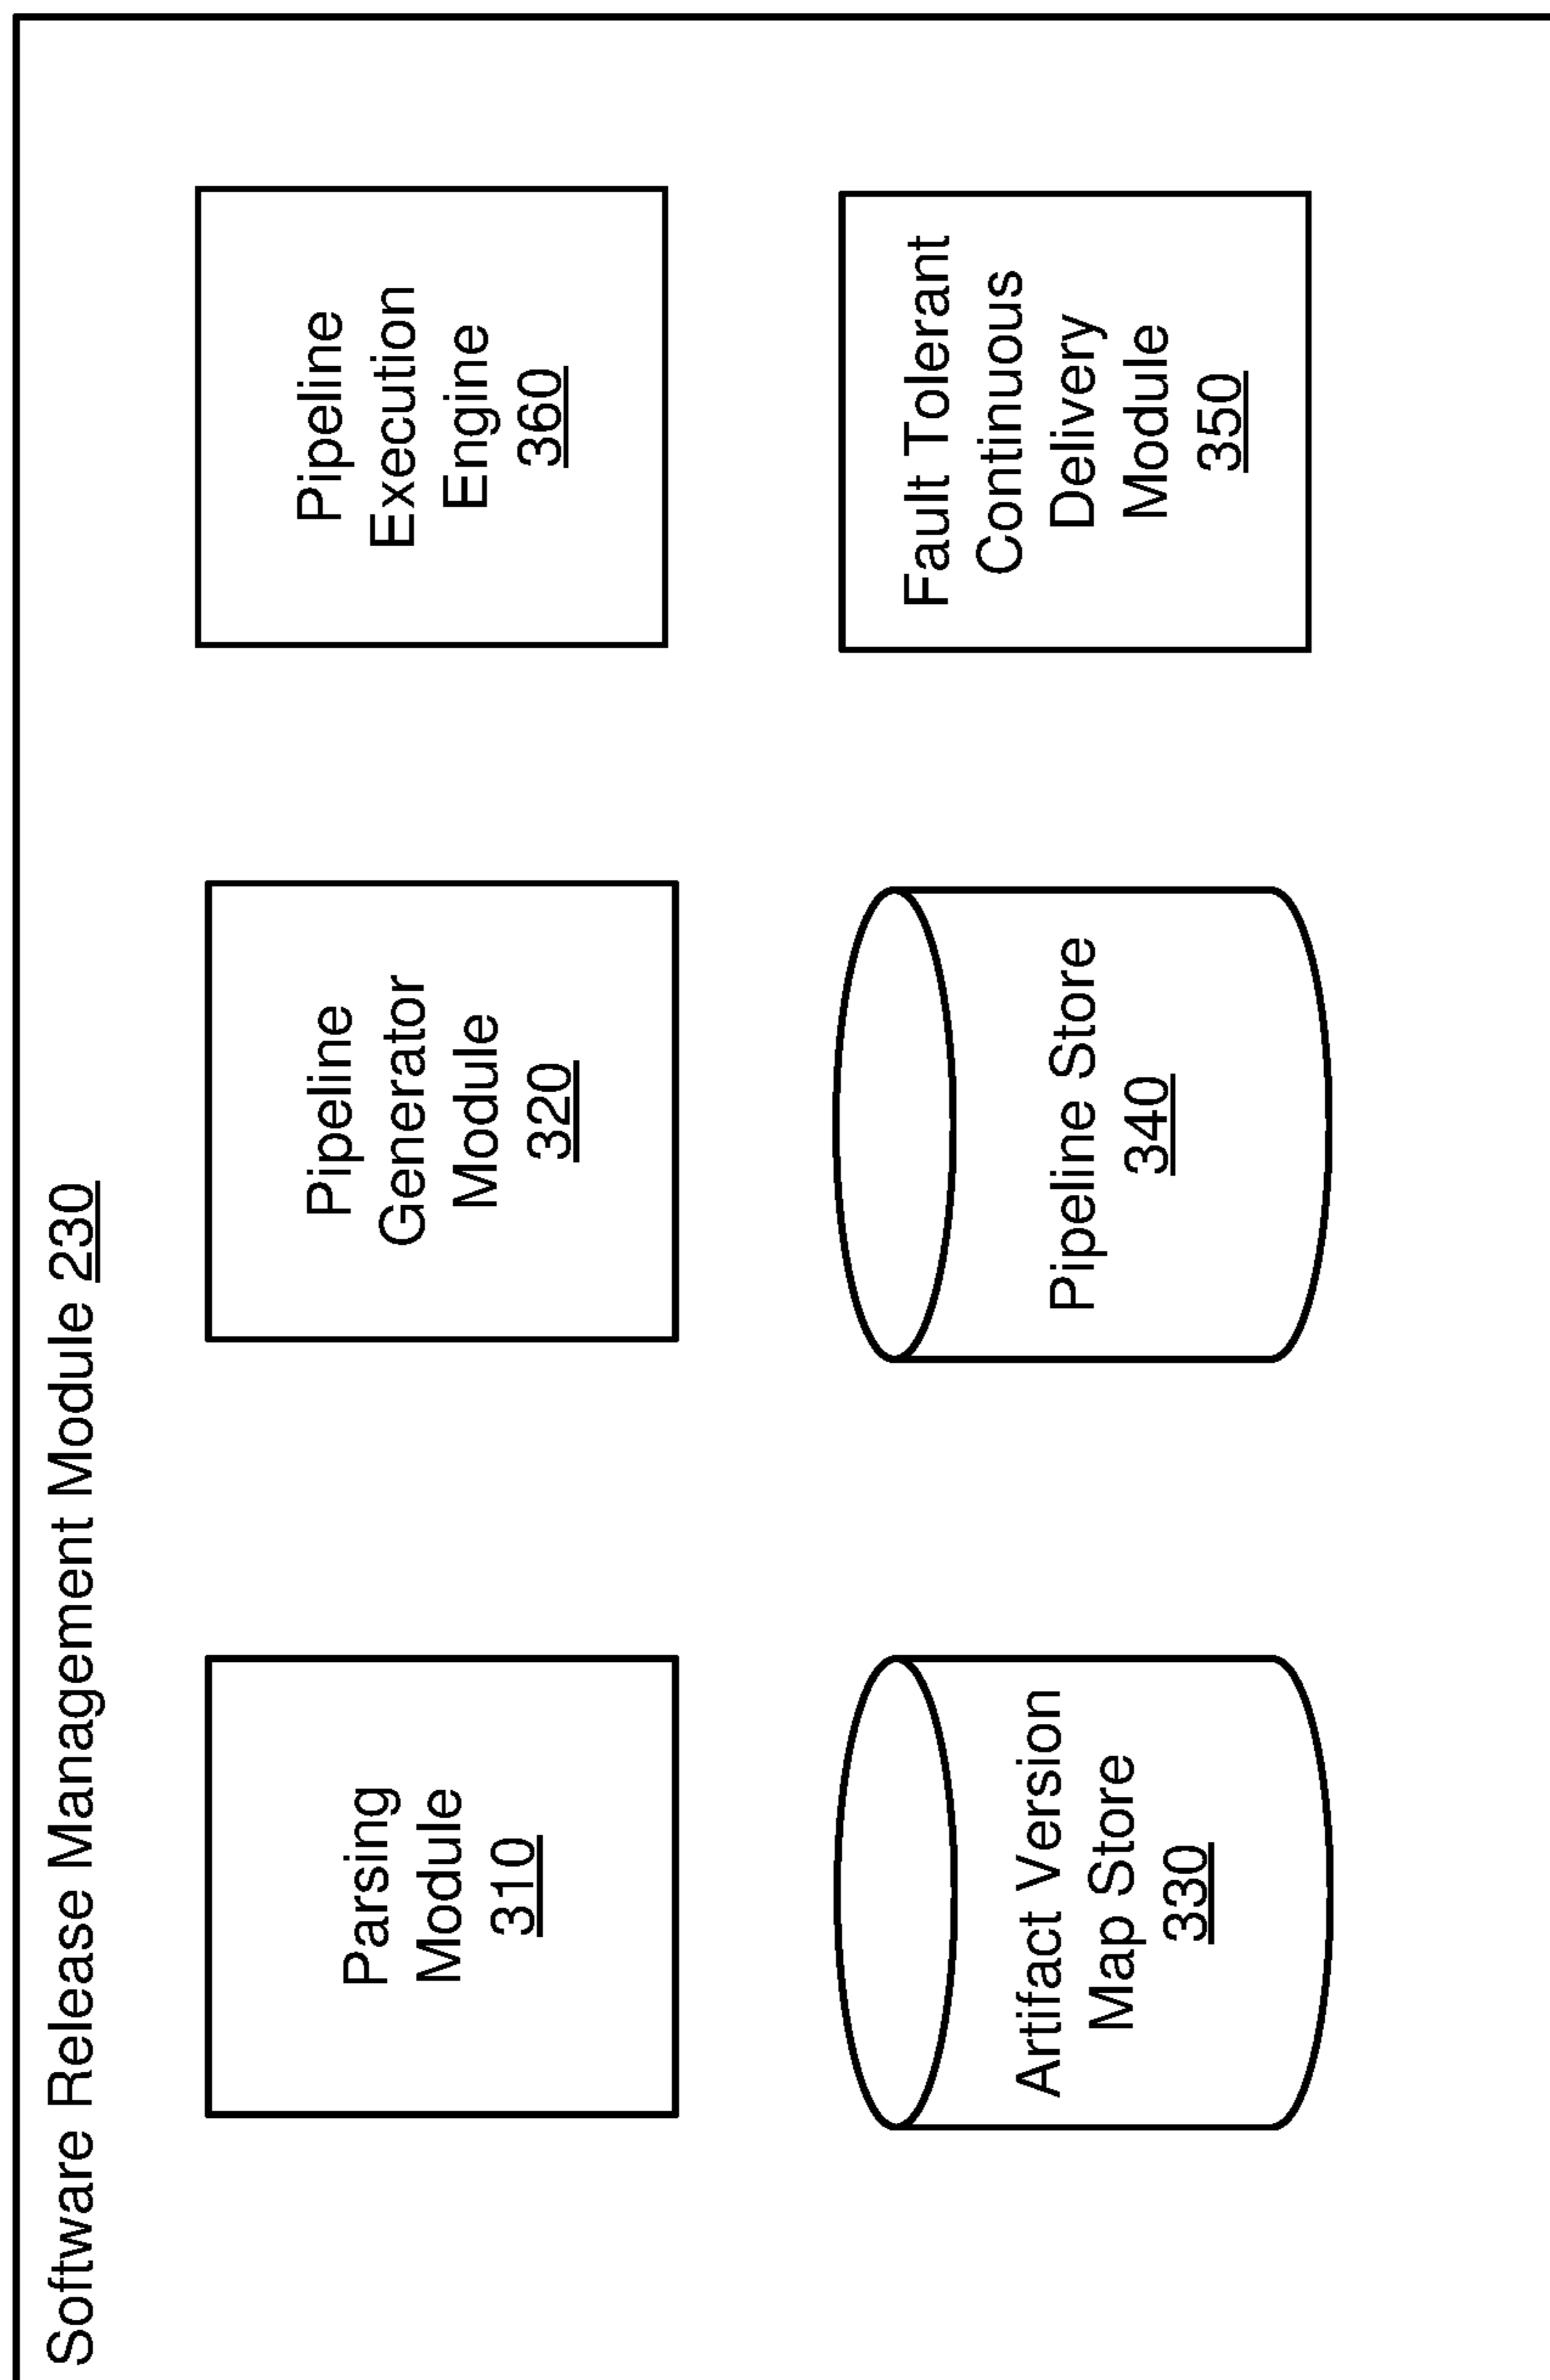 Software Release Management Module 230
Parsing
Module
310
Pipeline
Generator
Module
320
Pipeline
Execution
Engine
360
Artifact Version
Map Store
330
Pipeline Store
340
Fault Tolerant
Continuous
Delivery
Module
350